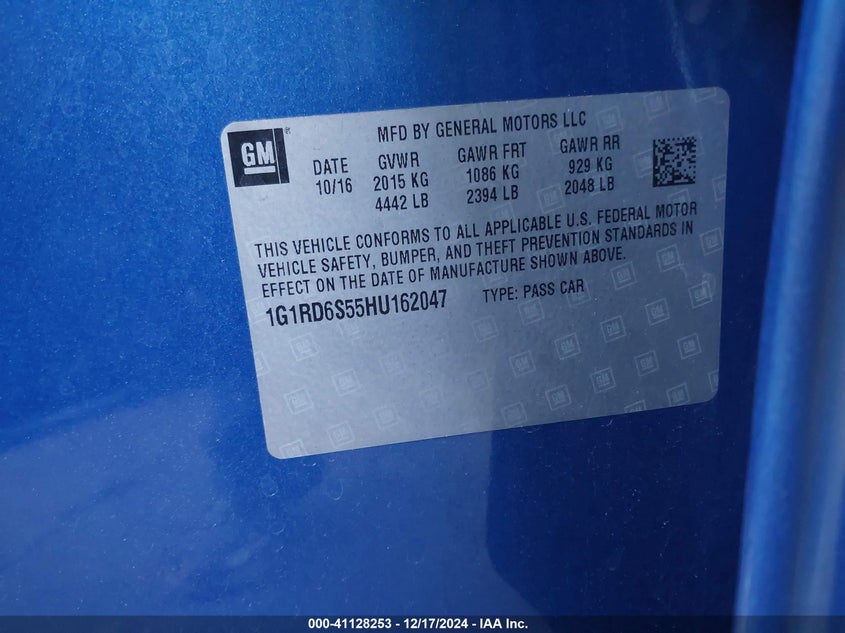 MFD BY GENERAL MOTORS LLC
GM®
DATE GVWR GAWR FRT GAWR RR
10/16 2015 KG 1086 KG 929 KG
4442 LB 2394 LB 2048 LB
THIS VEHICLE CONFORMS TO ALL APPLICABLE U.S. FEDERAL MOTOR
VEHICLE SAFETY, BUMPER, AND THEFT PREVENTION STANDARDS IN
EFFECT ON THE DATE OF MANUFACTURE SHOWN ABOVE.
1G1RD6S55HU162047 TYPE: PASS CAR
000-41128253 - 12/17/2024 - IAA Inc.